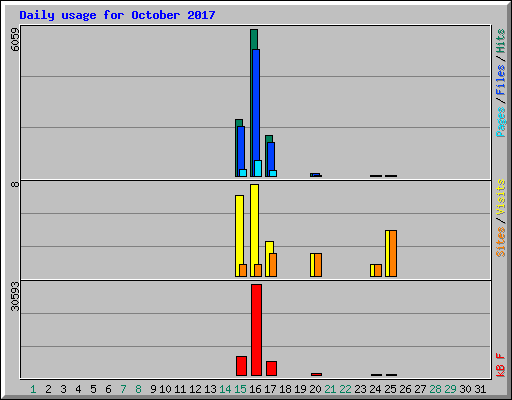 Daily usage for October 2017
6059
8
30593
Pages/Files/Hits
Sites/Visits
kB F
1 2 3 4 5 6 7 8 9 10 11 12 13 14 15 16 17 18 19 20 21 22 23 24 25 26 27 28 29 30 31